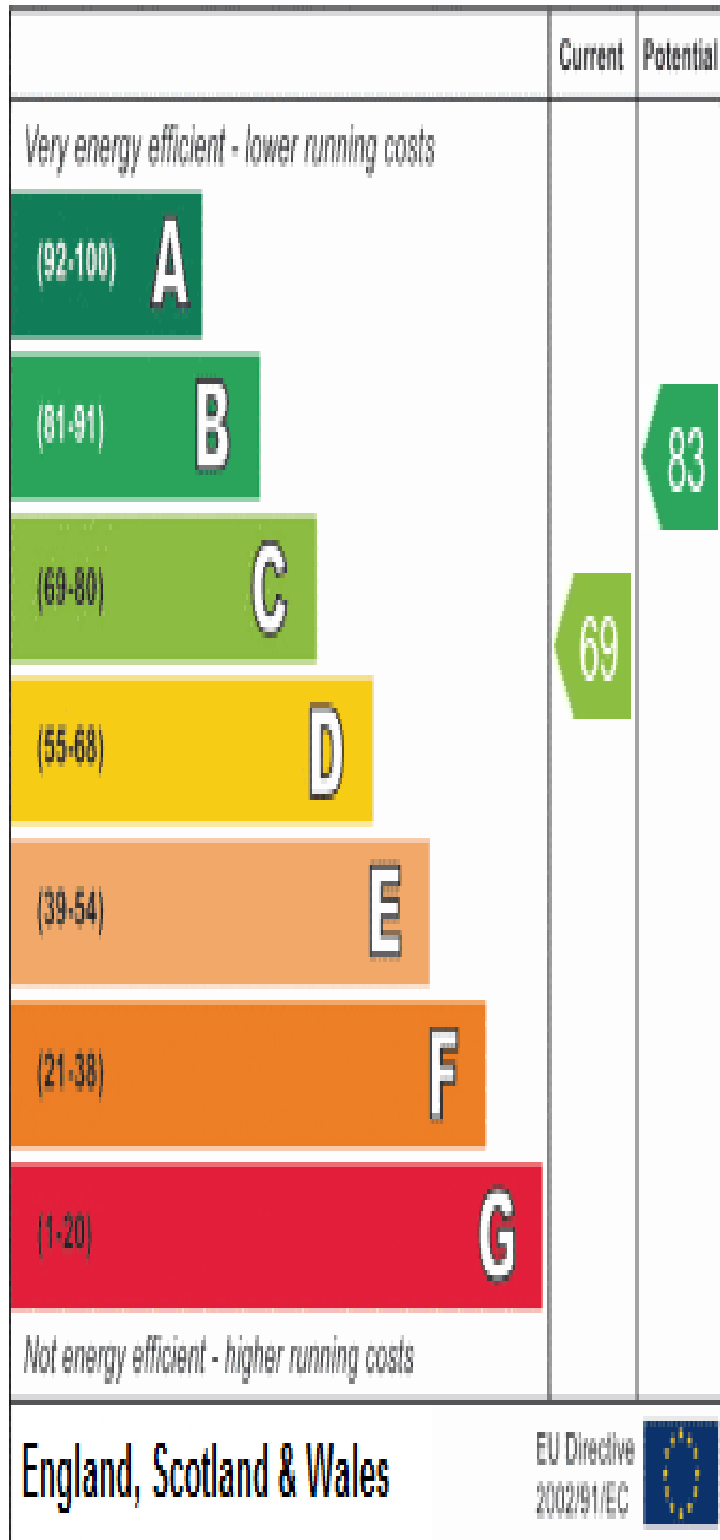 Current Potential
Very energy efficient - lower running costs
(92-100) A
(81-91) B
83
(69-80) C
69
(55-68) D
(39-54) E
(21-38) F
(1-20) G
Not energy efficient - higher running costs
England, Scotland & Wales
EU Directive
2002/91/EC